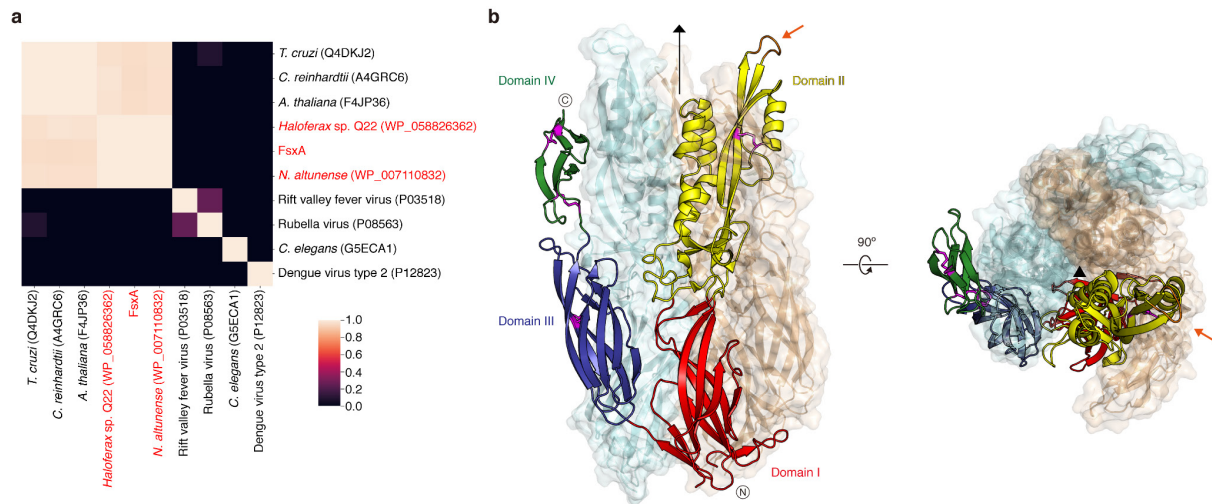 a
T. cruzi (Q4DKJ2)
C. reinhardtii (A4GRC6)
A. thaliana (F4JP36)
Haloferax sp. Q22 (WP_058826362)
FsxA
N. altunense (WP_007110832)
Rift valley fever virus (P03518)
Rubella virus (P08563)
C. elegans (G5ECA1)
Dengue virus type 2 (P12823)
T. cruzi (Q4DKJ2)
C. reinhardtii (A4GRC6)
A. thaliana (F4JP36)
Haloferax sp. Q22 (WP_058826362)
FsxA
N. altunense (WP_007110832)
Rift valley fever virus (P03518)
Rubella virus (P08563)
C. elegans (G5ECA1)
Dengue virus type 2 (P12823)
1.0
0.8
0.6
0.4
0.2
0.0
b
Domain IV
Domain II
C
Domain III
Domain I
N
90º